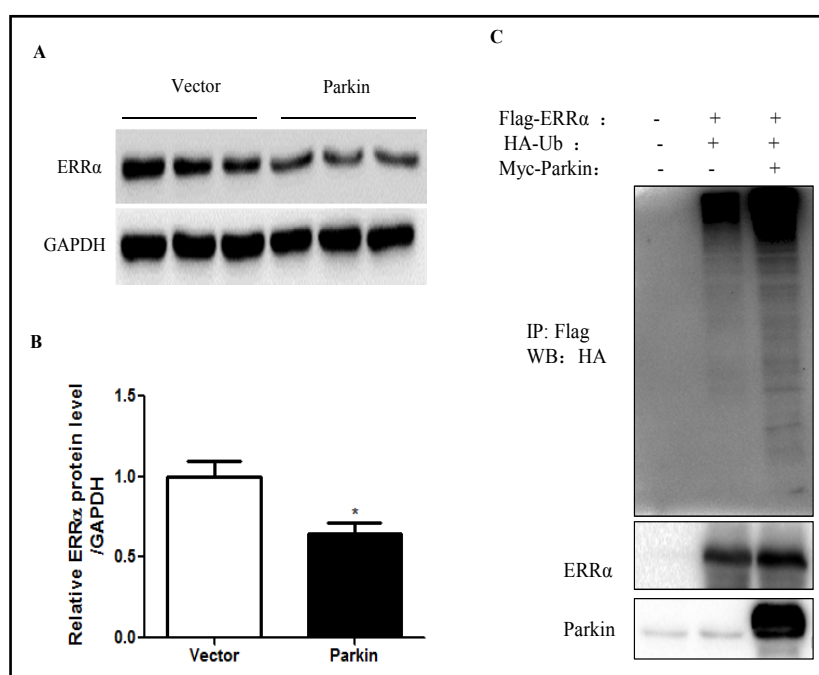 A
Vector Parkin
ERRα
GAPDH
B
Relative ERRα protein level
/GAPDH
1.5
1.0
0.5
0.0
*
Vector Parkin
C
Flag-ERRα : - + +
HA-Ub : - + +
Myc-Parkin: - - +
IP: Flag
WB: HA
ERRα
Parkin